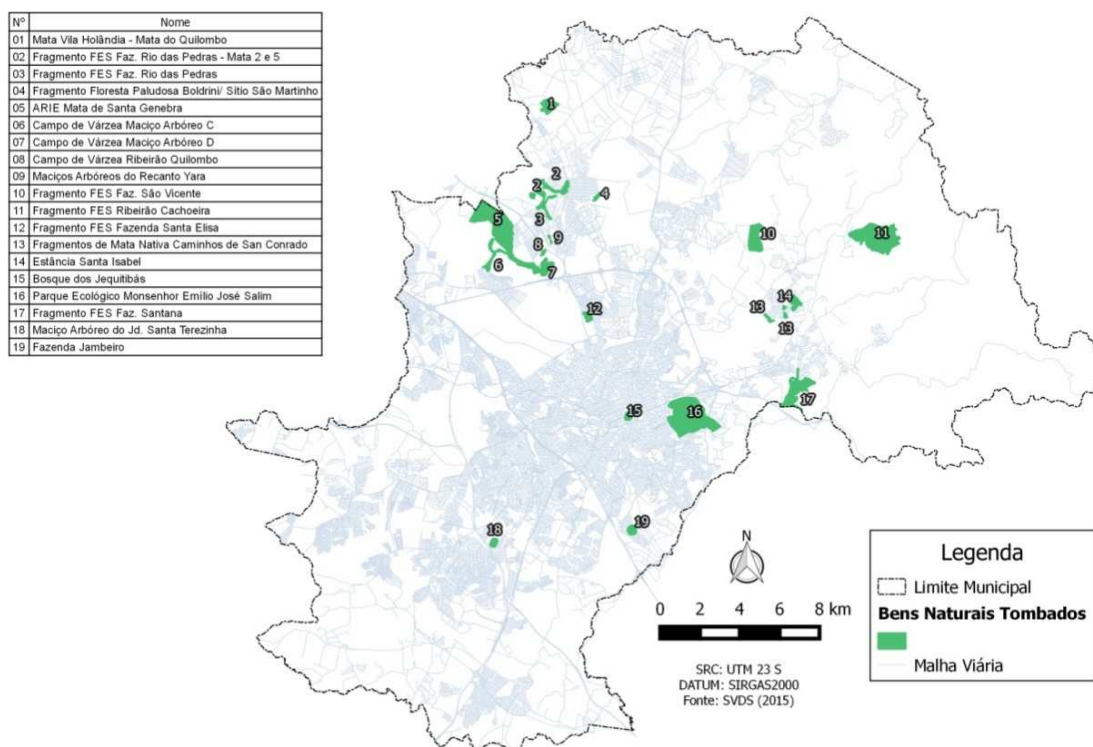 Nº Nome
01 Mata Vila Holândia - Mata do Quilombo
02 Fragmento FES Faz. Rio das Pedras - Mata 2 e 5
03 Fragmento FES Faz. Rio das Pedras
04 Fragmento Floresta Paludosa Boldrini/ Sítio São Martinho
05 ARIE Mata de Santa Genebra
06 Campo de Várzea Maciço Arbóreo C
07 Campo de Várzea Maciço Arbóreo D
08 Campo de Várzea Ribeirão Quilombo
09 Maciços Arbóreos do Recanto Yara
10 Fragmento FES Faz. São Vicente
11 Fragmento FES Ribeirão Cachoeira
12 Fragmento FES Fazenda Santa Elisa
13 Fragmentos de Mata Nativa Caminhos de San Conrado
14 Estância Santa Isabel
15 Bosque dos Jequitibás
16 Parque Ecológico Monsenhor Emílio José Salim
17 Fragmento FES Faz. Santana
18 Maciço Arbóreo do Jd. Santa Terezinha
19 Fazenda Jambeiro
1
2
2
4
5
3
9
10
11
8
6
7
14
12
13
13
17
15
16
18
19
N
0 2 4 6 8 km
SRC: UTM 23 S
DATUM: SIRGAS2000
Fonte: SVDS (2015)
Legenda
Limite Municipal
Bens Naturais Tombados
Malha Viária